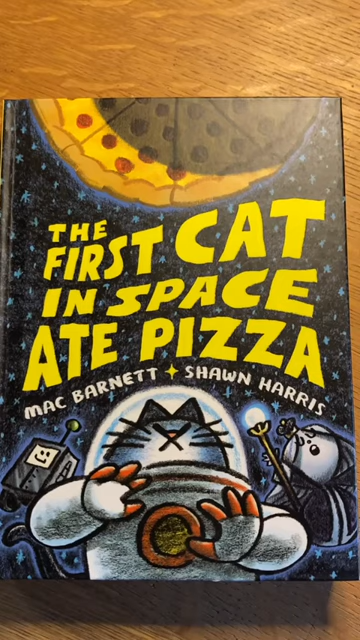 THE
FIRST CAT
IN SPACE
ATE PIZZA
MAC BARNETT ✦ SHAWN HARRIS